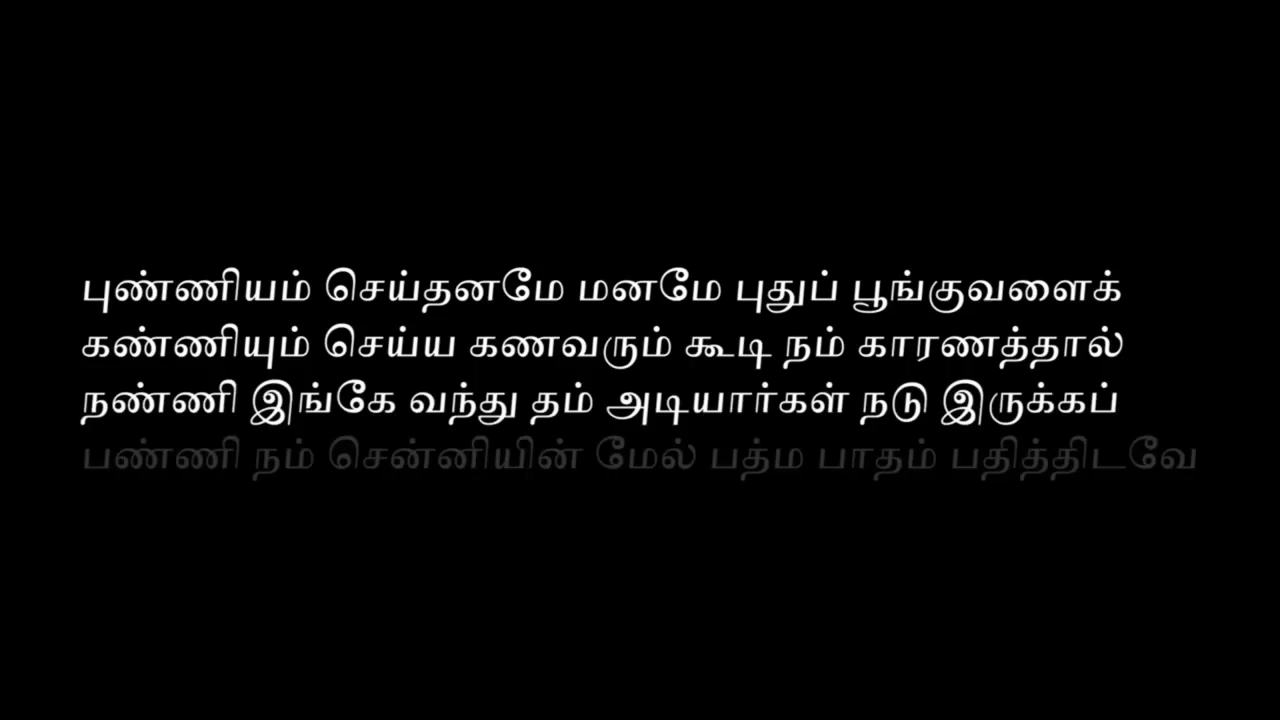 புண்ணியம் செய்தனமே மனமே புதுப் பூங்குவளைக்
கண்ணியும் செய்ய கணவரும் கூடி நம் காரணத்தால்
நண்ணி இங்கே வந்து தம் அடியார்கள் நடு இருக்கப்
பண்ணி நம் சென்னியின் மேல் பத்ம பாதம் பதித்திடவே